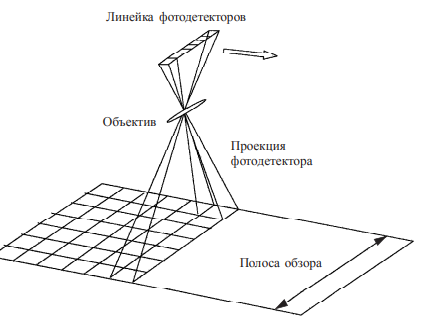 Линейка фотодетекторов
Объектив
Проекция
фотодетектора
Полоса обзора